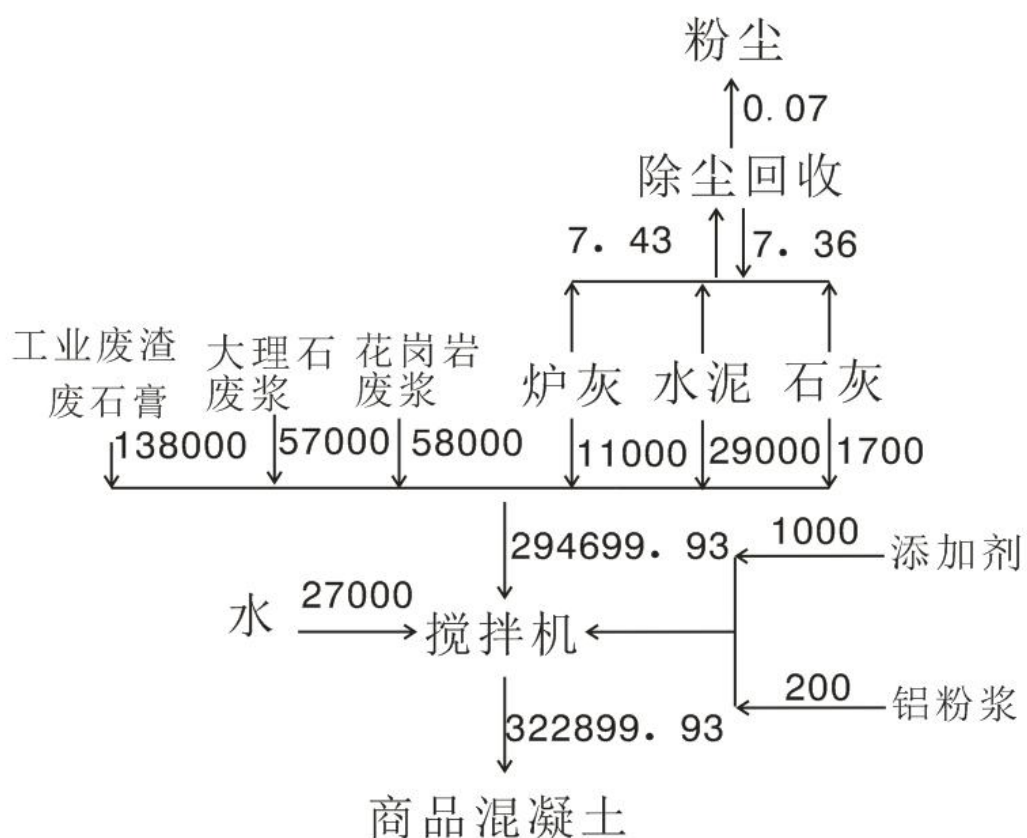 粉尘
0.07
除尘回收
7.43
7.36
工业废渣
废石膏
大理石
废浆
花岗岩
废浆
炉灰
水泥
石灰
138000
57000
58000
11000
29000
1700
294699.93
1000
添加剂
水
27000
搅拌机
200
铝粉浆
322899.93
商品混凝土